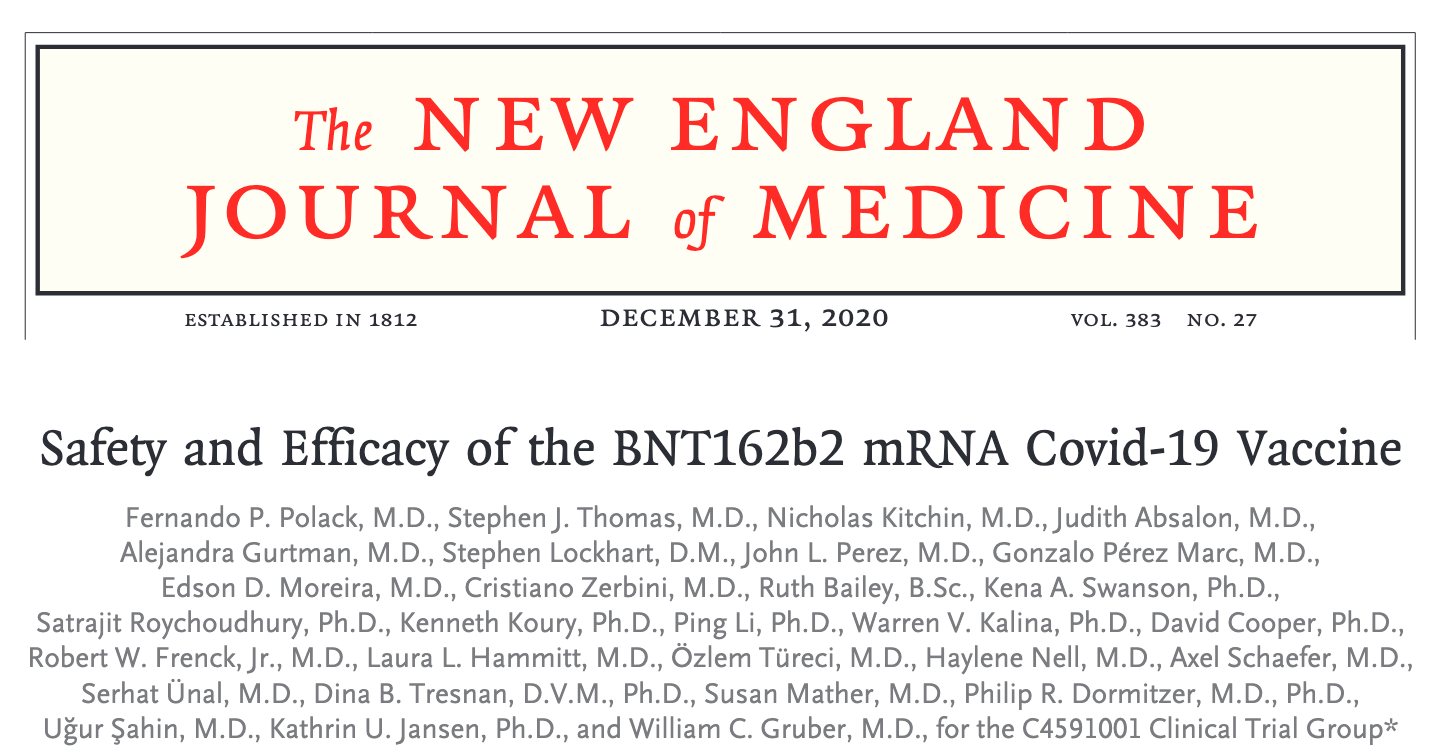 The NEW ENGLAND
JOURNAL of MEDICINE
ESTABLISHED IN 1812 DECEMBER 31, 2020 VOL. 383 NO. 27
Safety and Efficacy of the BNT162b2 mRNA Covid-19 Vaccine
Fernando P. Polack, M.D., Stephen J. Thomas, M.D., Nicholas Kitchin, M.D., Judith Absalon, M.D.,
Alejandra Gurtman, M.D., Stephen Lockhart, D.M., John L. Perez, M.D., Gonzalo Pérez Marc, M.D.,
Edson D. Moreira, M.D., Cristiano Zerbini, M.D., Ruth Bailey, B.Sc., Kena A. Swanson, Ph.D.,
Satrajit Roychoudhury, Ph.D., Kenneth Koury, Ph.D., Ping Li, Ph.D., Warren V. Kalina, Ph.D., David Cooper, Ph.D.,
Robert W. Frenck, Jr., M.D., Laura L. Hammitt, M.D., Özlem Türeci, M.D., Haylene Nell, M.D., Axel Schaefer, M.D.,
Serhat Ünal, M.D., Dina B. Tresnan, D.V.M., Ph.D., Susan Mather, M.D., Philip R. Dormitzer, M.D., Ph.D.,
Uğur Şahin, M.D., Kathrin U. Jansen, Ph.D., and William C. Gruber, M.D., for the C4591001 Clinical Trial Group*